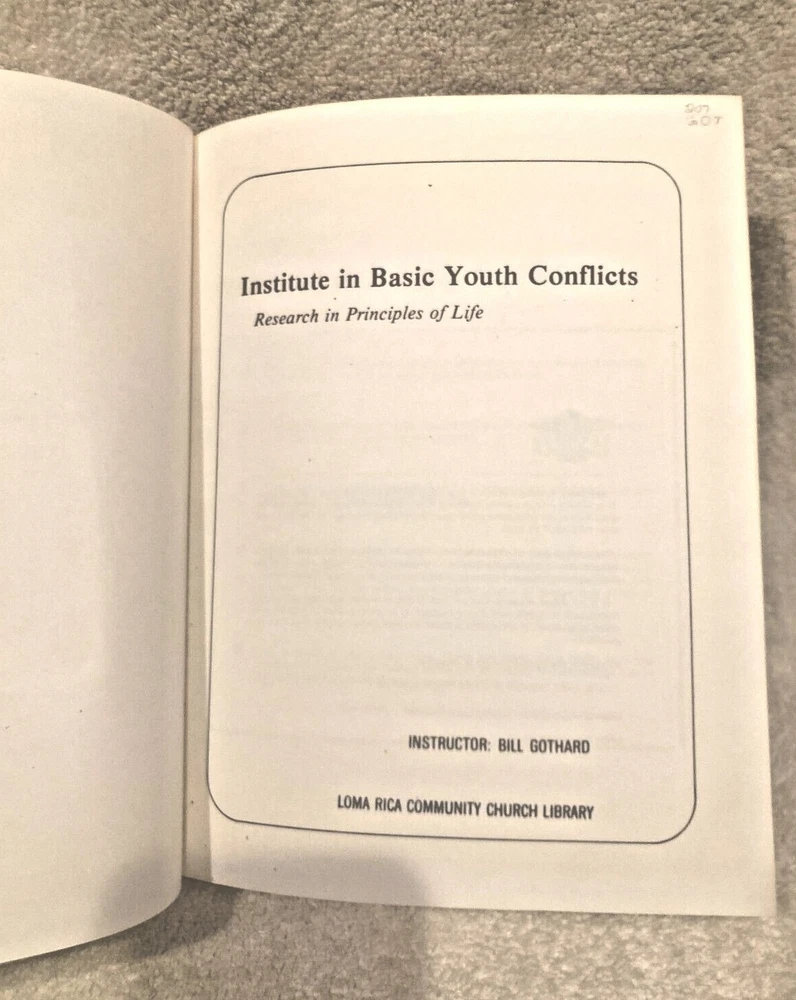 Institute in Basic Youth Conflicts
Research in Principles of Life
INSTRUCTOR: BILL GOTHARD
LOMA RICA COMMUNITY CHURCH LIBRARY